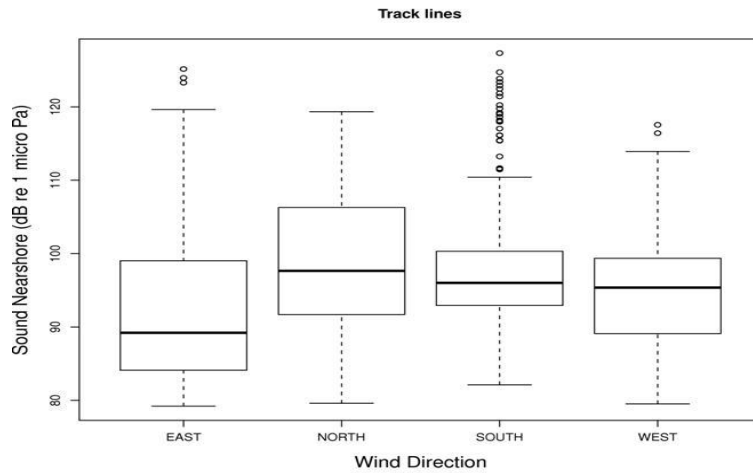 Track lines
Sound Nearshore (dB re 1 micro Pa)
120
110
100
90
80
EAST NORTH SOUTH WEST
Wind Direction